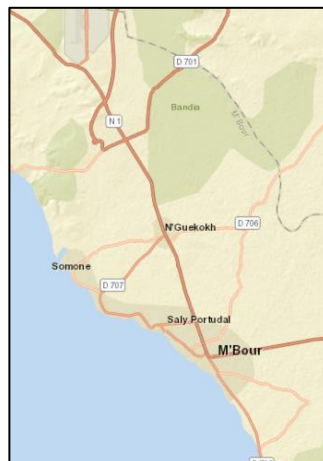 D 701
Bandia
M'Bour
N 1
N'Guekokh
D 706
Somone
D 707
Saly Portudal
M'Bour